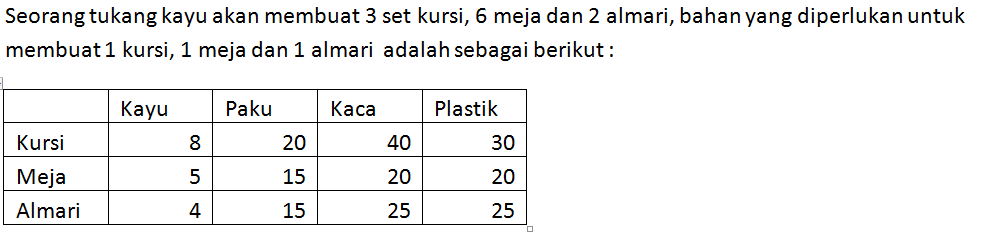 Seorang tukang kayu akan membuat 3 set kursi, 6 meja dan 2 almari, bahan yang diperlukan untuk
membuat 1 kursi, 1 meja dan 1 almari adalah sebagai berikut :
Kayu Paku Kaca Plastik
Kursi 8 20 40 30
Meja 5 15 20 20
Almari 4 15 25 25